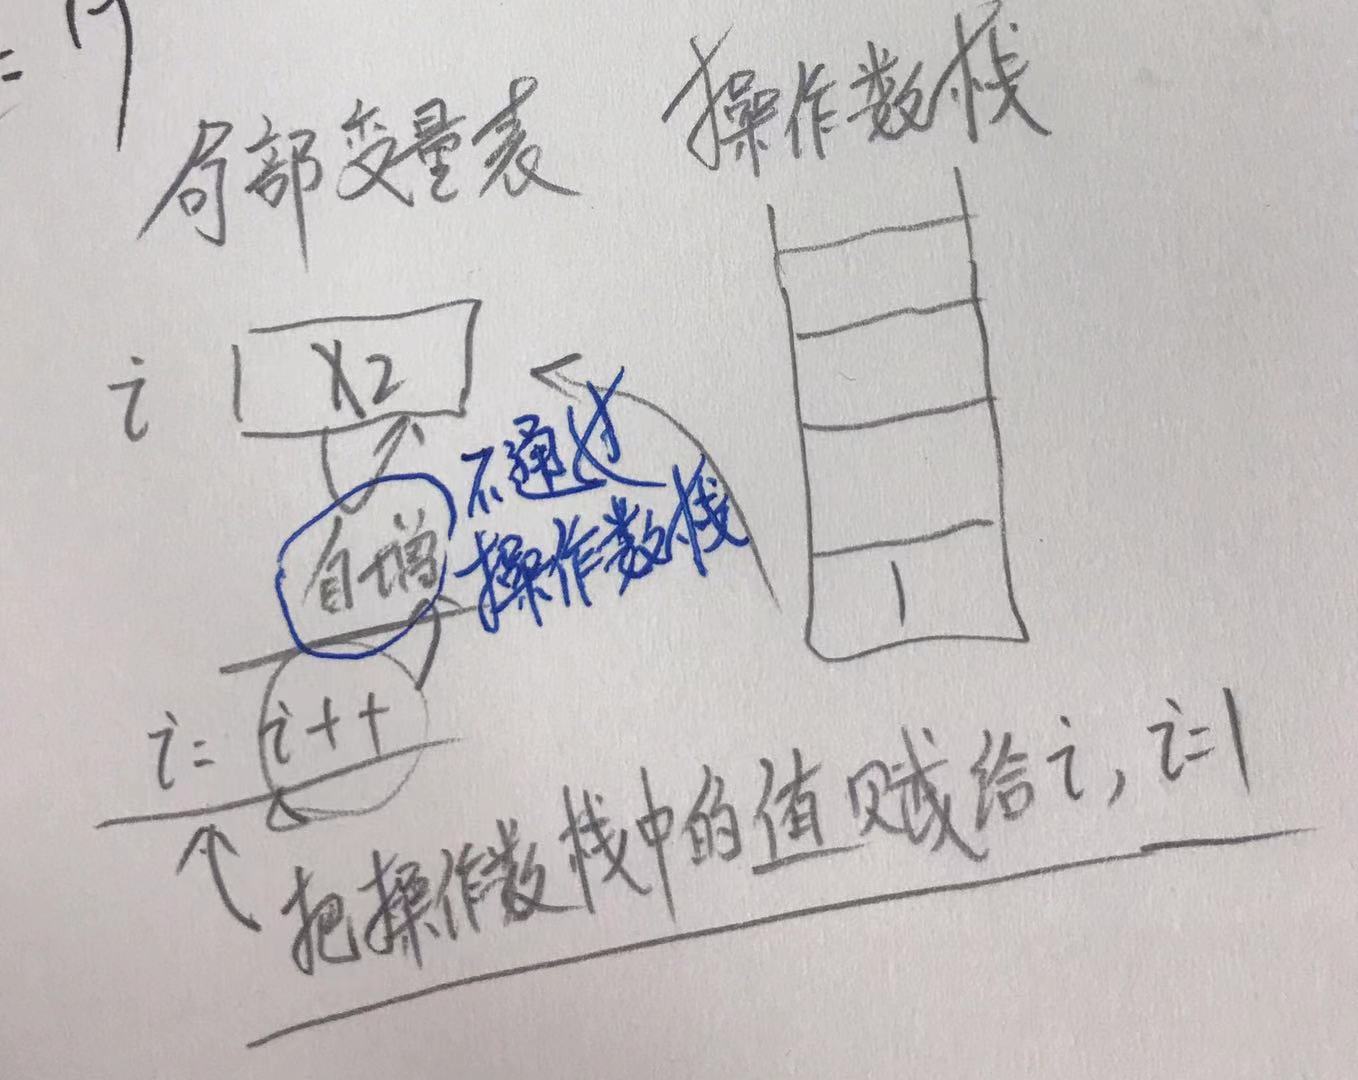 局部变量表 操作数栈
i 2
1
不通过
操作数栈
自增
i=i++
把操作数栈中的值赋给i,i=1